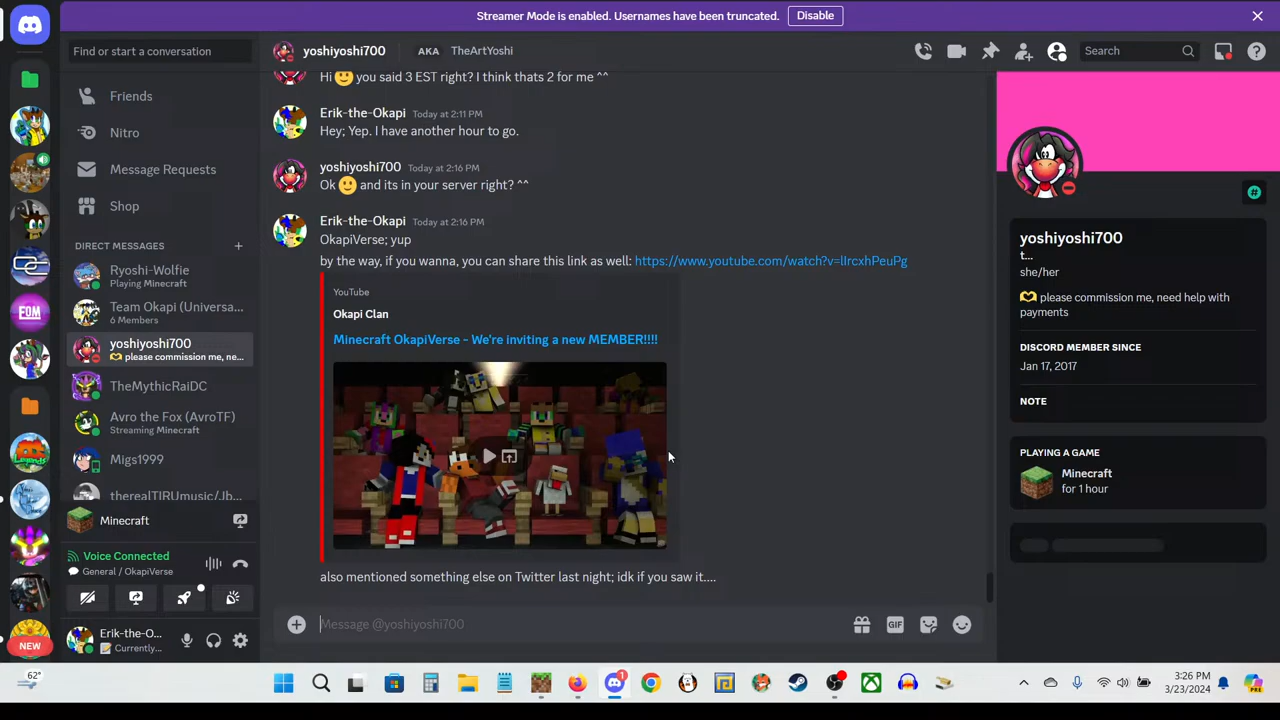 Streamer Mode is enabled. Usernames have been truncated.
Disable
Find or start a conversation
yoshiyoshi700
AKA
TheArtYoshi
Search
Friends
Nitro
Message Requests
Shop
DIRECT MESSAGES
Ryoshi-Wolfie
Playing Minecraft
Team Okapi (Universa...
6 Members
yoshiyoshi700
please commission me, ne...
TheMythicRaiDC
Avro the Fox (AvroTF)
Streaming Minecraft
Migs1999
therealTIRUmusic/Jb...
Minecraft
Voice Connected
General / OkapiVerse
Erik-the-O...
Currently...
NEW
EOM
Hi you said 3 EST right? I think thats 2 for me ^^
Erik-the-Okapi Today at 2:11 PM
Hey; Yep. I have another hour to go.
yoshiyoshi700 Today at 2:16 PM
Ok and its in your server right? ^^
Erik-the-Okapi Today at 2:16 PM
OkapiVerse; yup
by the way, if you wanna, you can share this link as well: https://www.youtube.com/watch?v=lIrcxhPeuPg
YouTube
Okapi Clan
Minecraft OkapiVerse - We're inviting a new MEMBER!!!!
also mentioned something else on Twitter last night; idk if you saw it....
Message @yoshiyoshi700
GIF
yoshiyoshi700
t...
she/her
please commission me, need help with
payments
DISCORD MEMBER SINCE
Jan 17, 2017
NOTE
PLAYING A GAME
Minecraft
for 1 hour
62°
1
3:26 PM
3/23/2024
PRE